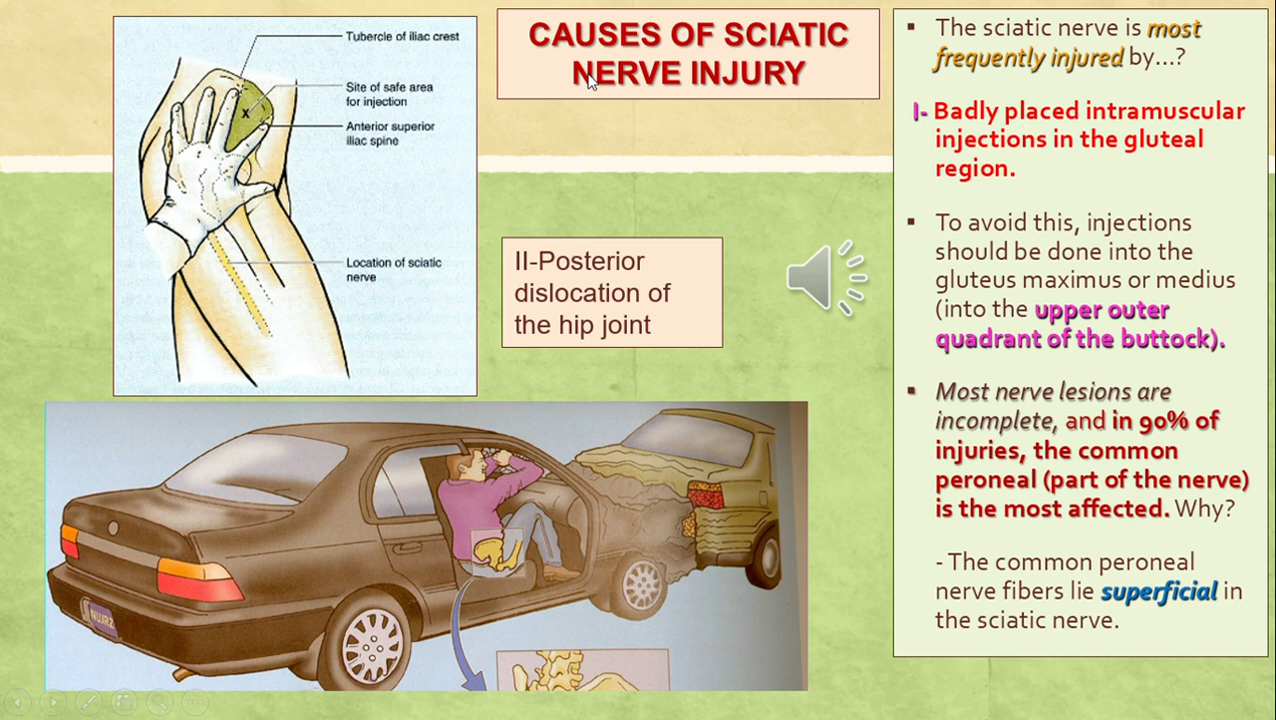 CAUSES OF SCIATIC
NERVE INJURY
Tubercle of iliac crest
Site of safe area
for injection
Anterior superior
iliac spine
Location of sciatic
nerve
II-Posterior
dislocation of
the hip joint
NUJRZ
▪ The sciatic nerve is most
frequently injured by...?
I- Badly placed intramuscular
injections in the gluteal
region.
▪ To avoid this, injections
should be done into the
gluteus maximus or medius
(into the upper outer
quadrant of the buttock).
▪ Most nerve lesions are
incomplete, and in 90% of
injuries, the common
peroneal (part of the nerve)
is the most affected. Why?
- The common peroneal
nerve fibers lie superficial in
the sciatic nerve.